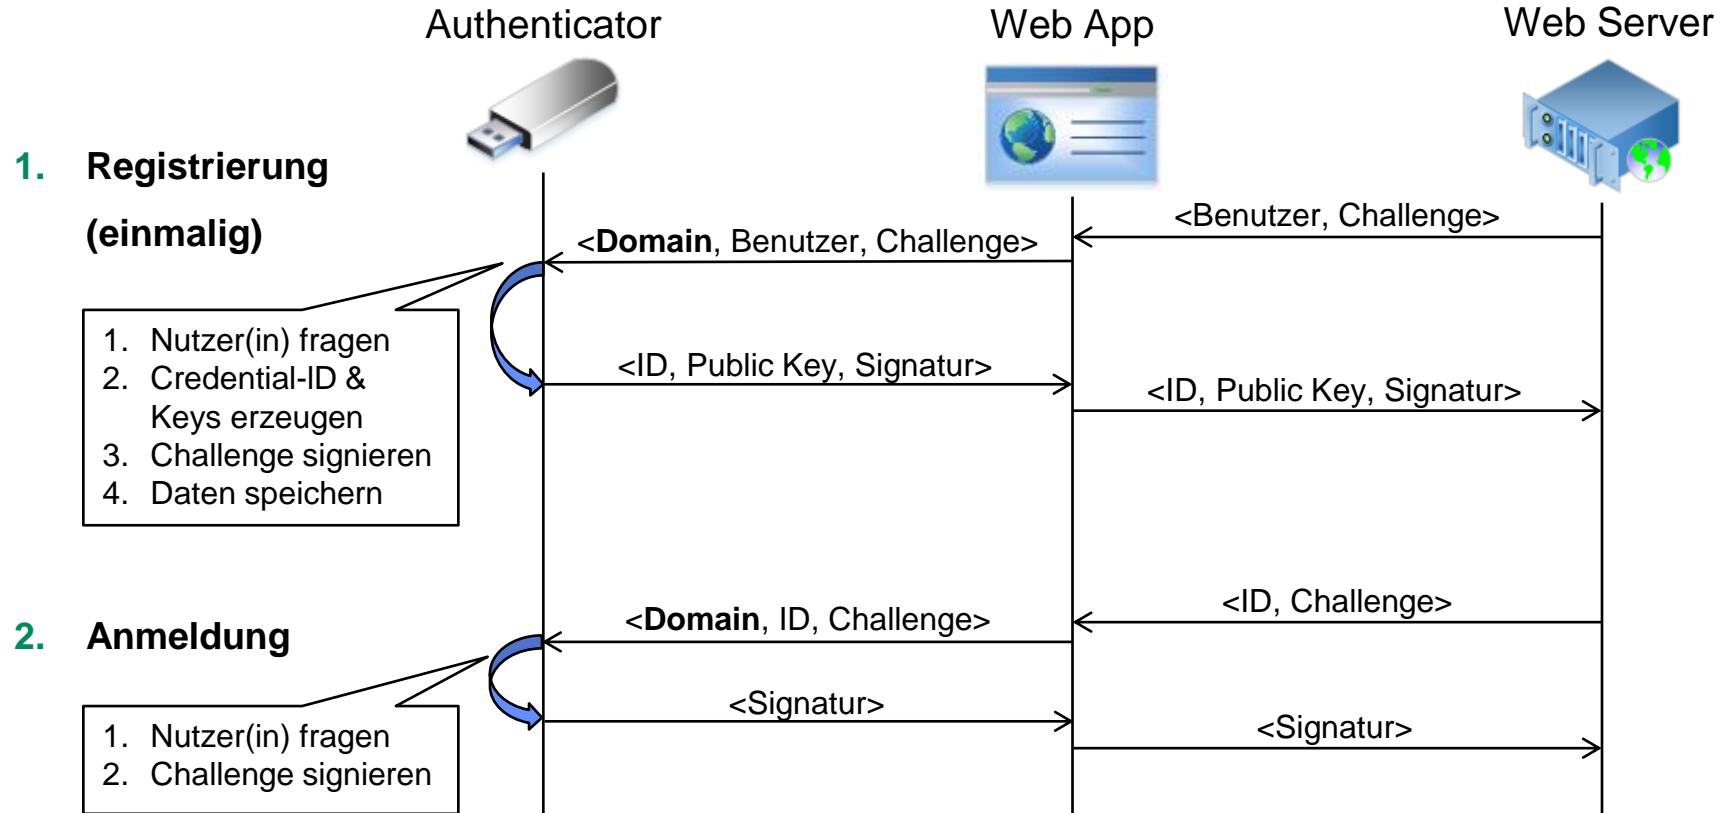 Authenticator
Web App
Web Server
1. Registrierung
(einmalig)
<Benutzer, Challenge>
<Domain, Benutzer, Challenge>
1. Nutzer(in) fragen
2. Credential-ID &
Keys erzeugen
3. Challenge signieren
4. Daten speichern
<ID, Public Key, Signatur>
<ID, Public Key, Signatur>
2. Anmeldung
<ID, Challenge>
<Domain, ID, Challenge>
1. Nutzer(in) fragen
2. Challenge signieren
<Signatur>
<Signatur>